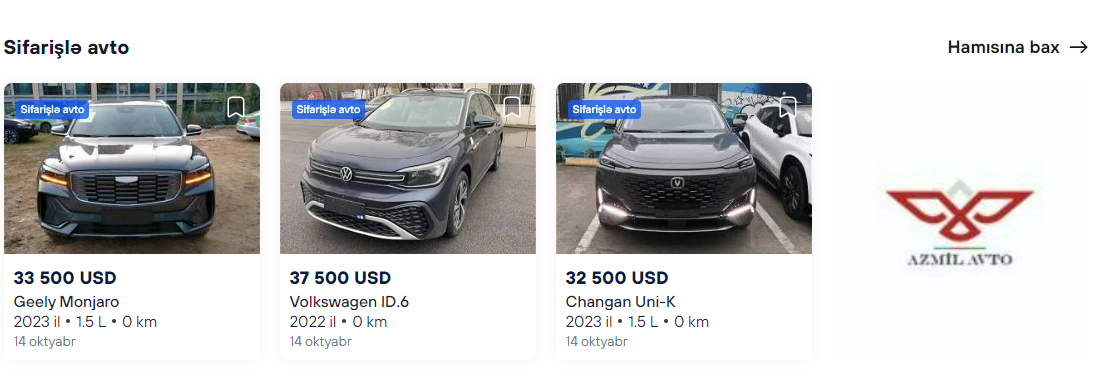 Sifarişlə avto
Hamısına bax
Sifarişlə avto
33 500 USD
Geely Monjaro
2023 il • 1.5 L • 0 km
14 oktyabr
Sifarişlə avto
37 500 USD
Volkswagen ID.6
2022 il • 0 km
14 oktyabr
Sifarişlə avto
32 500 USD
Changan Uni-K
2023 il • 1.5 L • 0 km
14 oktyabr
AZMİL AVTO